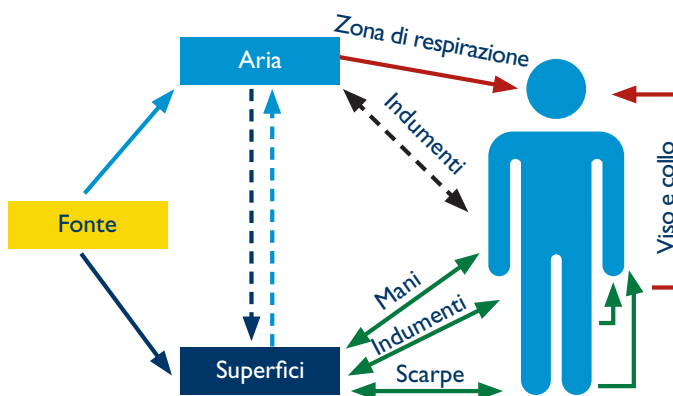 Zona di respirazione
Aria
Indumenti
Viso e collo
Fonte
Mani
Indumenti
Superfici
Scarpe